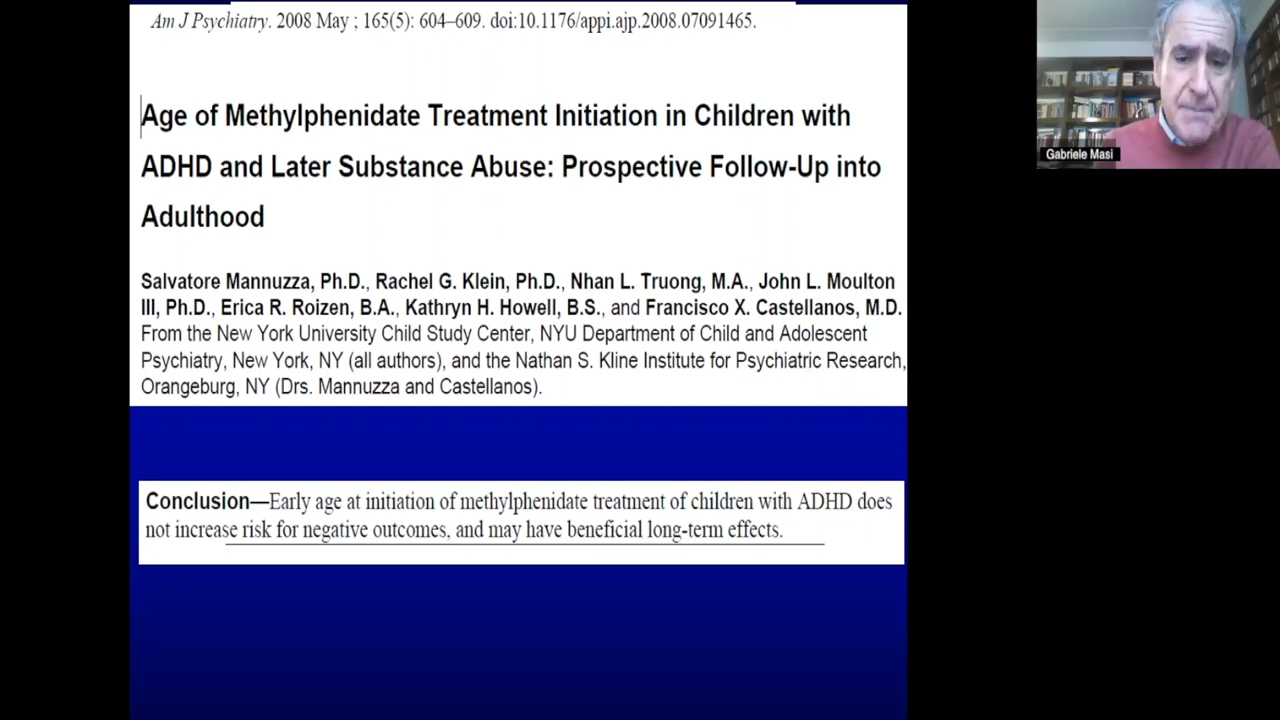 Am J Psychiatry. 2008 May ; 165(5): 604–609. doi:10.1176/appi.ajp.2008.07091465.
Age of Methylphenidate Treatment Initiation in Children with
ADHD and Later Substance Abuse: Prospective Follow-Up into
Adulthood
Salvatore Mannuzza, Ph.D., Rachel G. Klein, Ph.D., Nhan L. Truong, M.A., John L. Moulton
III, Ph.D., Erica R. Roizen, B.A., Kathryn H. Howell, B.S., and Francisco X. Castellanos, M.D.
From the New York University Child Study Center, NYU Department of Child and Adolescent
Psychiatry, New York, NY (all authors), and the Nathan S. Kline Institute for Psychiatric Research,
Orangeburg, NY (Drs. Mannuzza and Castellanos).
Conclusion—Early age at initiation of methylphenidate treatment of children with ADHD does
not increase risk for negative outcomes, and may have beneficial long-term effects.
Gabriele Masi